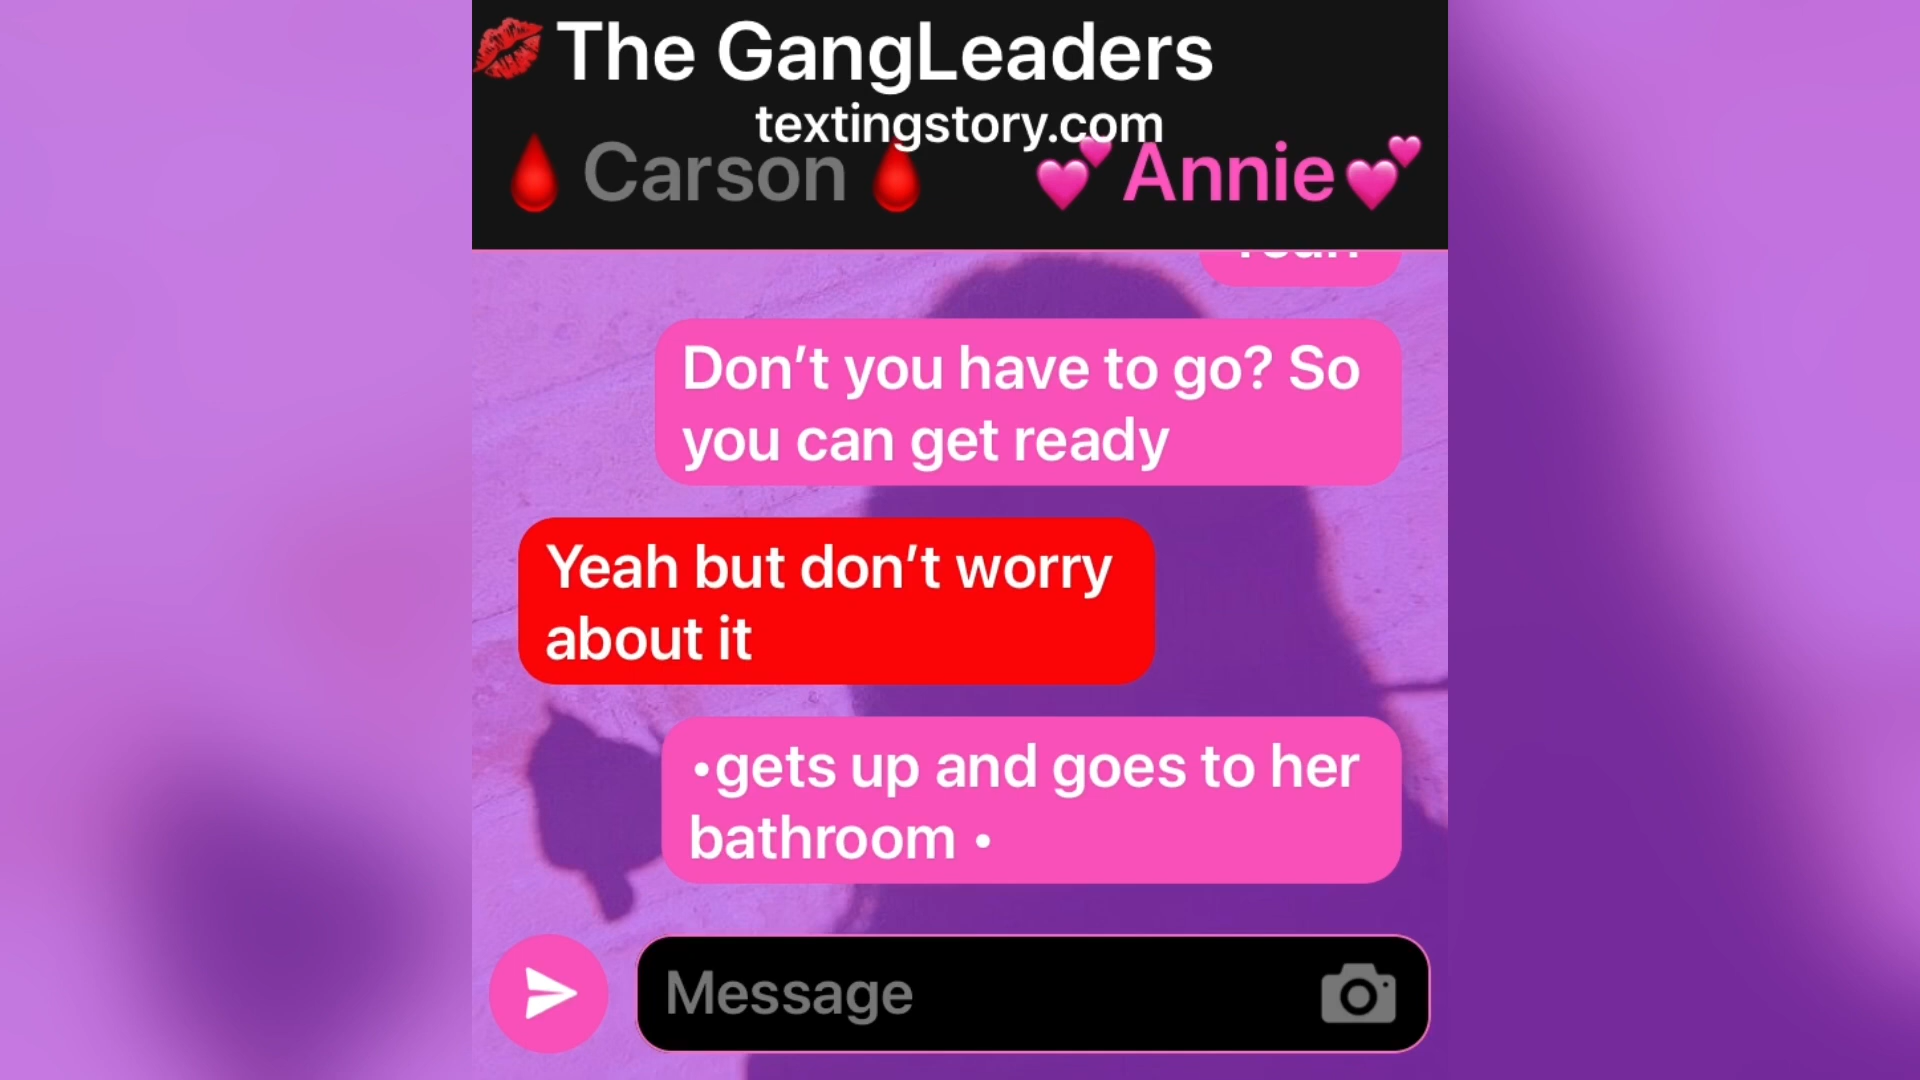 💋The GangLeaders
textingstory.com
🩸 Carson 🩸 💕Annie💕
Don’t you have to go? So
you can get ready
Yeah but don’t worry
about it
•gets up and goes to her
bathroom •
Message